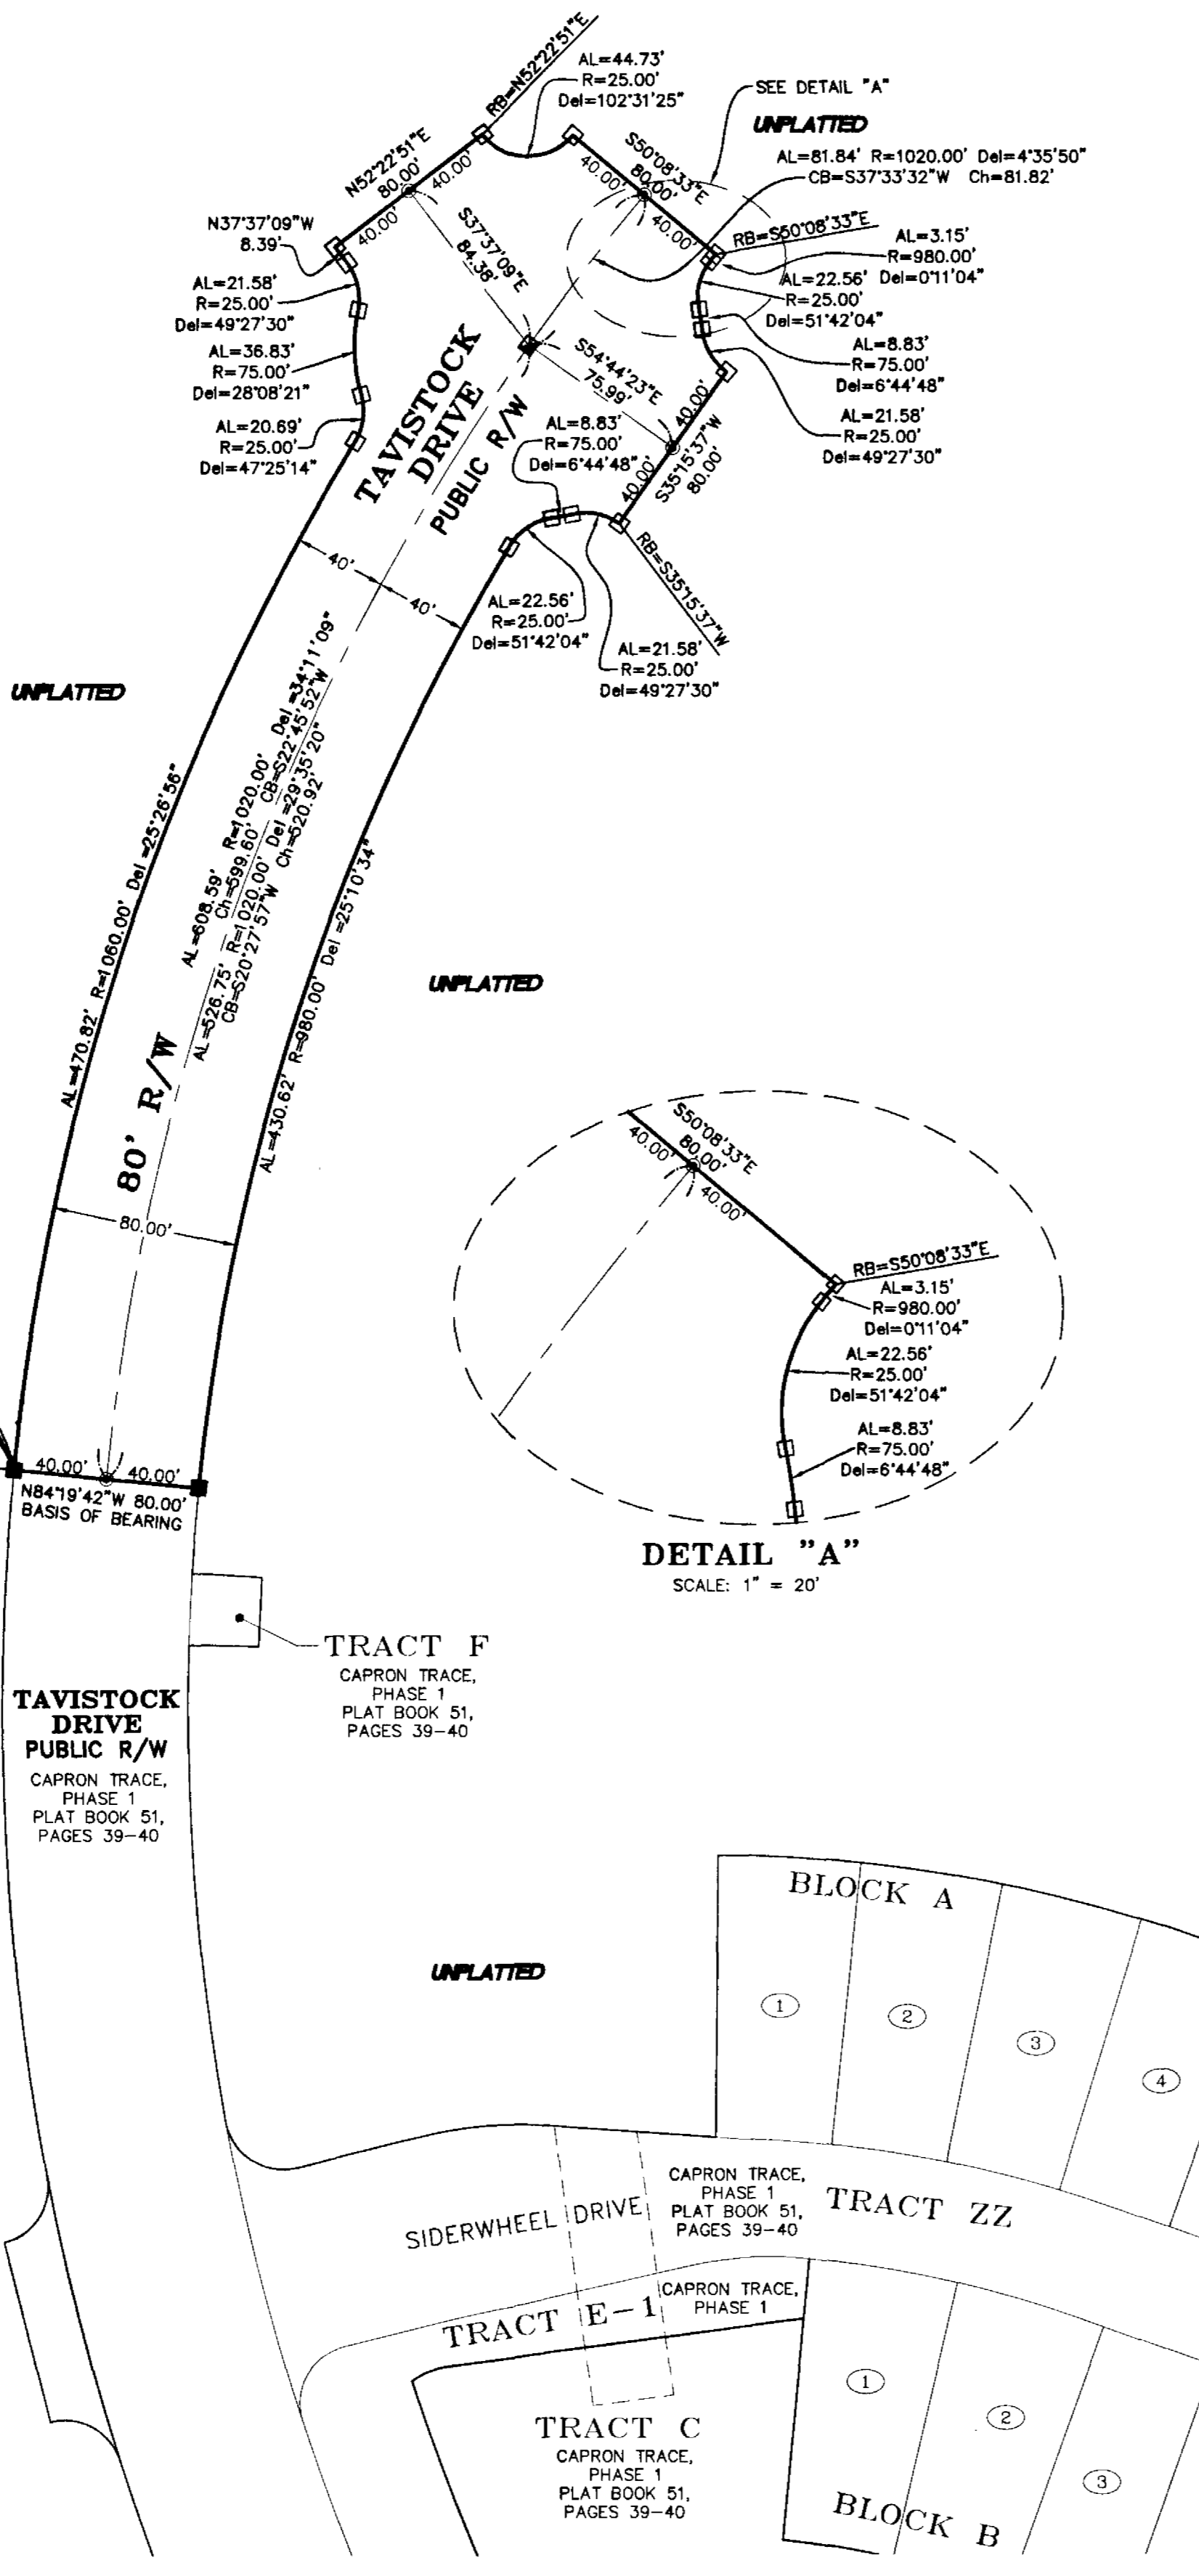 RB=N52°22'51"E
AL=44.73'
R=25.00'
Del=102°31'25"
SEE DETAIL "A"
UNPLATTED
AL=81.84' R=1020.00' Del=4°35'50"
CB=S37°33'32"W Ch=81.82'
N52°22'51"E
80.00'
40.00'
40.00'
S50°08'33"E
80.00'
40.00'
40.00'
N37°37'09"W
8.39'
S37°37'09"E
84.38'
RB=S50°08'33"E
AL=3.15'
R=980.00'
Del=0°11'04"
AL=21.58'
R=25.00'
Del=49°27'30"
AL=22.56'
R=25.00'
Del=51°42'04"
AL=36.83'
R=75.00'
Del=28°08'21"
S54°44'23"E
75.99'
AL=8.83'
R=75.00'
Del=6°44'48"
AL=20.69'
R=25.00'
Del=47°25'14"
TAVISTOCK
DRIVE
PUBLIC R/W
AL=8.83'
R=75.00'
Del=6°44'48"
40.00'
40.00'
S35°15'37"W
80.00'
AL=21.58'
R=25.00'
Del=49°27'30"
RB=S35°15'37"W
40'
40'
AL=22.56'
R=25.00'
Del=51°42'04"
AL=21.58'
R=25.00'
Del=49°27'30"
UNPLATTED
AL=470.82' R=1060.00' Del=25°26'56"
AL=608.59' R=1020.00' Del=34°11'09"
Ch=599.60' CB=S22°45'52"W
AL=526.75' R=1020.00' Del=29°35'20"
CB=S20°27'57"W Ch=520.92'
AL=430.62' R=980.00' Del=25°10'34"
UNPLATTED
80' R/W
80.00'
S50°08'33"E
80.00'
40.00'
40.00'
RB=S50°08'33"E
AL=3.15'
R=980.00'
Del=0°11'04"
AL=22.56'
R=25.00'
Del=51°42'04"
AL=8.83'
R=75.00'
Del=6°44'48"
DETAIL "A"
SCALE: 1" = 20'
40.00'
40.00'
N84°19'42"W 80.00'
BASIS OF BEARING
TRACT F
CAPRON TRACE,
PHASE 1
PLAT BOOK 51,
PAGES 39-40
TAVISTOCK
DRIVE
PUBLIC R/W
CAPRON TRACE,
PHASE 1
PLAT BOOK 51,
PAGES 39-40
UNPLATTED
BLOCK A
1
2
3
4
SIDERWHEEL DRIVE
CAPRON TRACE,
PHASE 1
PLAT BOOK 51,
PAGES 39-40
TRACT ZZ
TRACT E-1
CAPRON TRACE,
PHASE 1
TRACT C
CAPRON TRACE,
PHASE 1
PLAT BOOK 51,
PAGES 39-40
1
2
3
BLOCK B